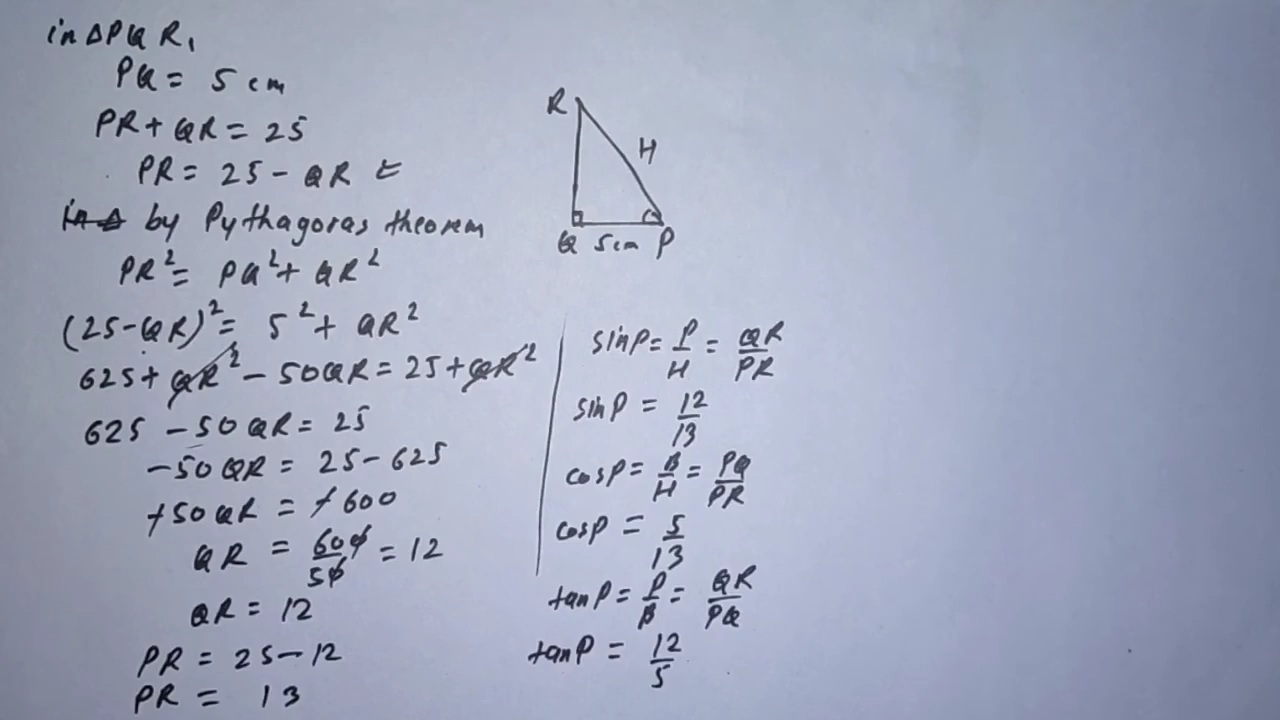 in ΔPQR,
PQ = 5 cm
PR + QR = 25
PR = 25 - QR
by Pythagoras theorem
PR² = PQ² + QR²
(25-QR)² = 5² + QR²
625 + QR² - 50QR = 25 + QR²
625 - 50QR = 25
-50QR = 25 - 625
+50QR = +600
QR = 600/50 = 12
QR = 12
PR = 25 - 12
PR = 13
R
H
Q 5cm P
sinP = P/H = QR/PR
sinP = 12/13
cosP = B/H = PQ/PR
cosP = 5/13
tanP = P/B = QR/PQ
tanP = 12/5